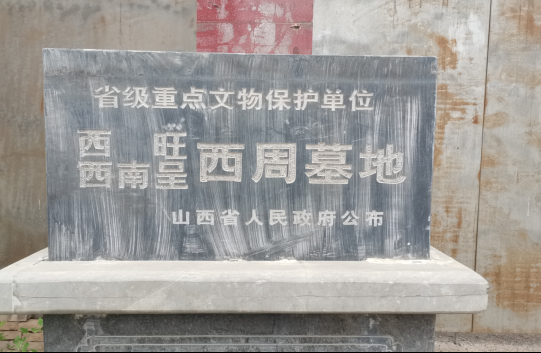 省级重点文物保护单位
西 旺
西南呈 西周墓地
山西省人民政府公布